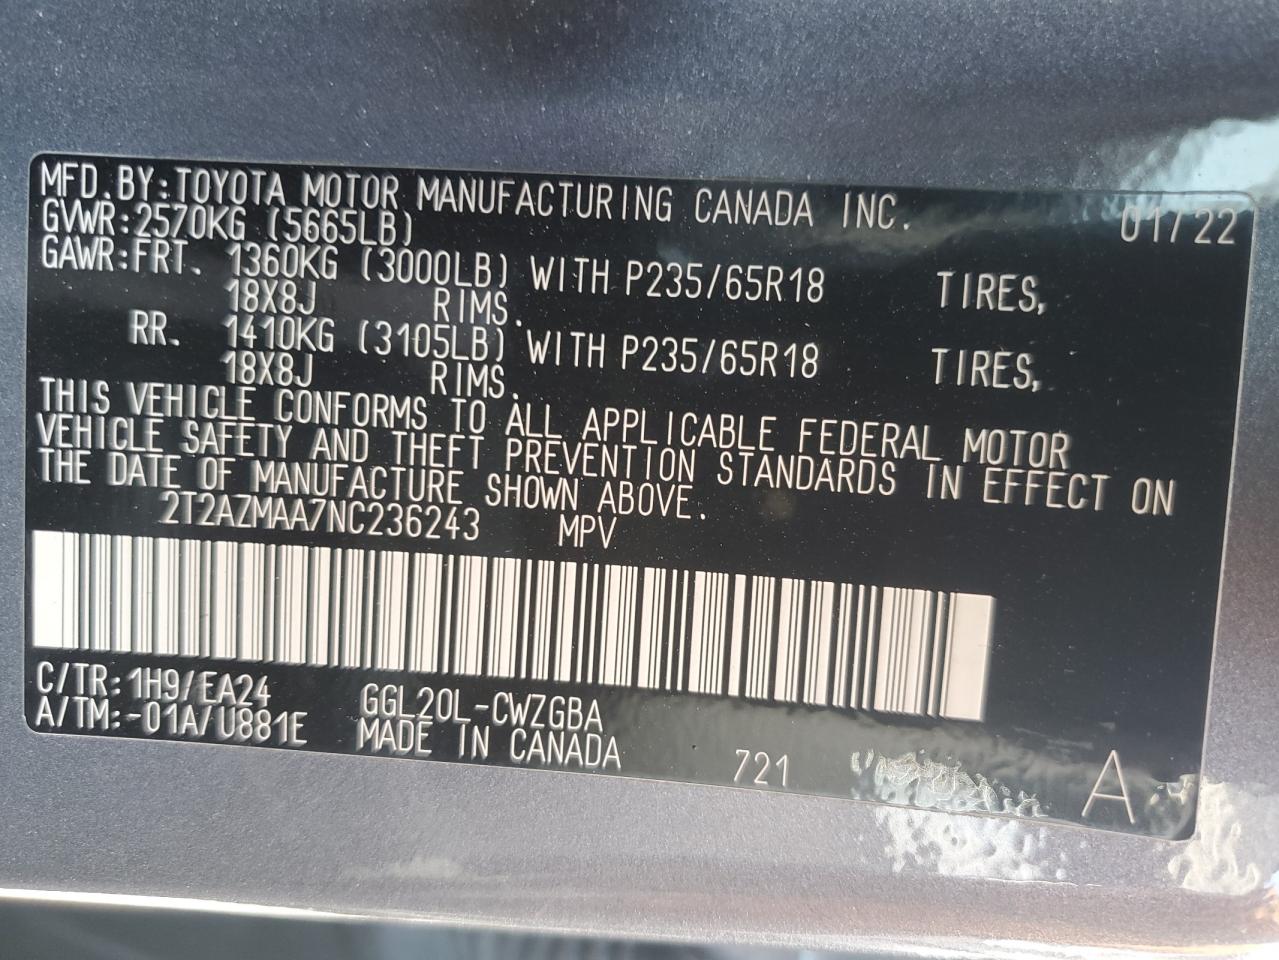 MFD.BY:TOYOTA MOTOR MANUFACTURING CANADA INC. 01/22
GVWR:2570KG (5665LB)
GAWR:FRT. 1360KG (3000LB) WITH P235/65R18 TIRES,
18X8J RIMS.
RR. 1410KG (3105LB) WITH P235/65R18 TIRES,
18X8J RIMS.
THIS VEHICLE CONFORMS TO ALL APPLICABLE FEDERAL MOTOR
VEHICLE SAFETY AND THEFT PREVENTION STANDARDS IN EFFECT ON
THE DATE OF MANUFACTURE SHOWN ABOVE.
2T2AZMAA7NC236243 MPV
C/TR:1H9/EA24 GGL20L-CWZGBA
A/TM:-01A/U881E MADE IN CANADA 721 A